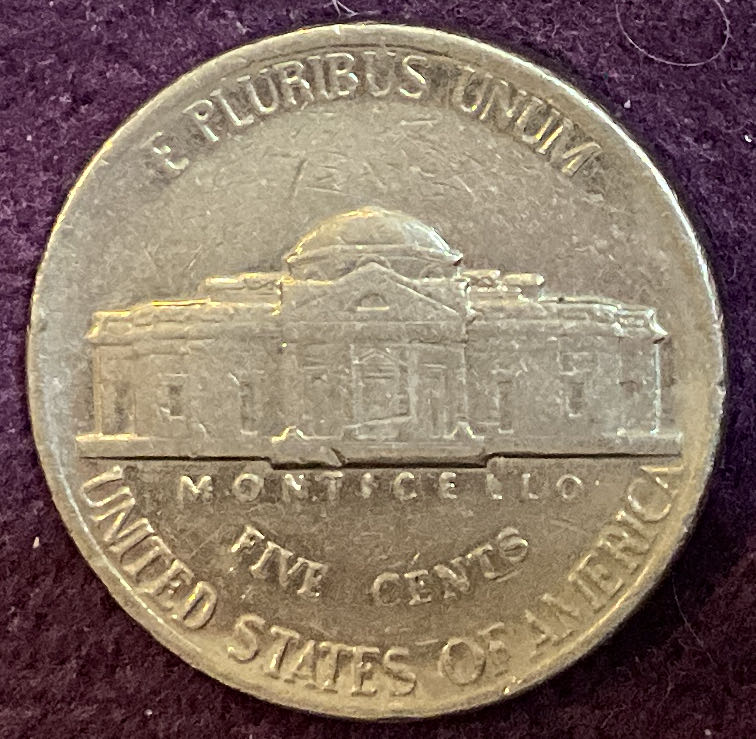 E PLURIBUS UNUM
MONTICELLO
FIVE CENTS
UNITED STATES OF AMERICA